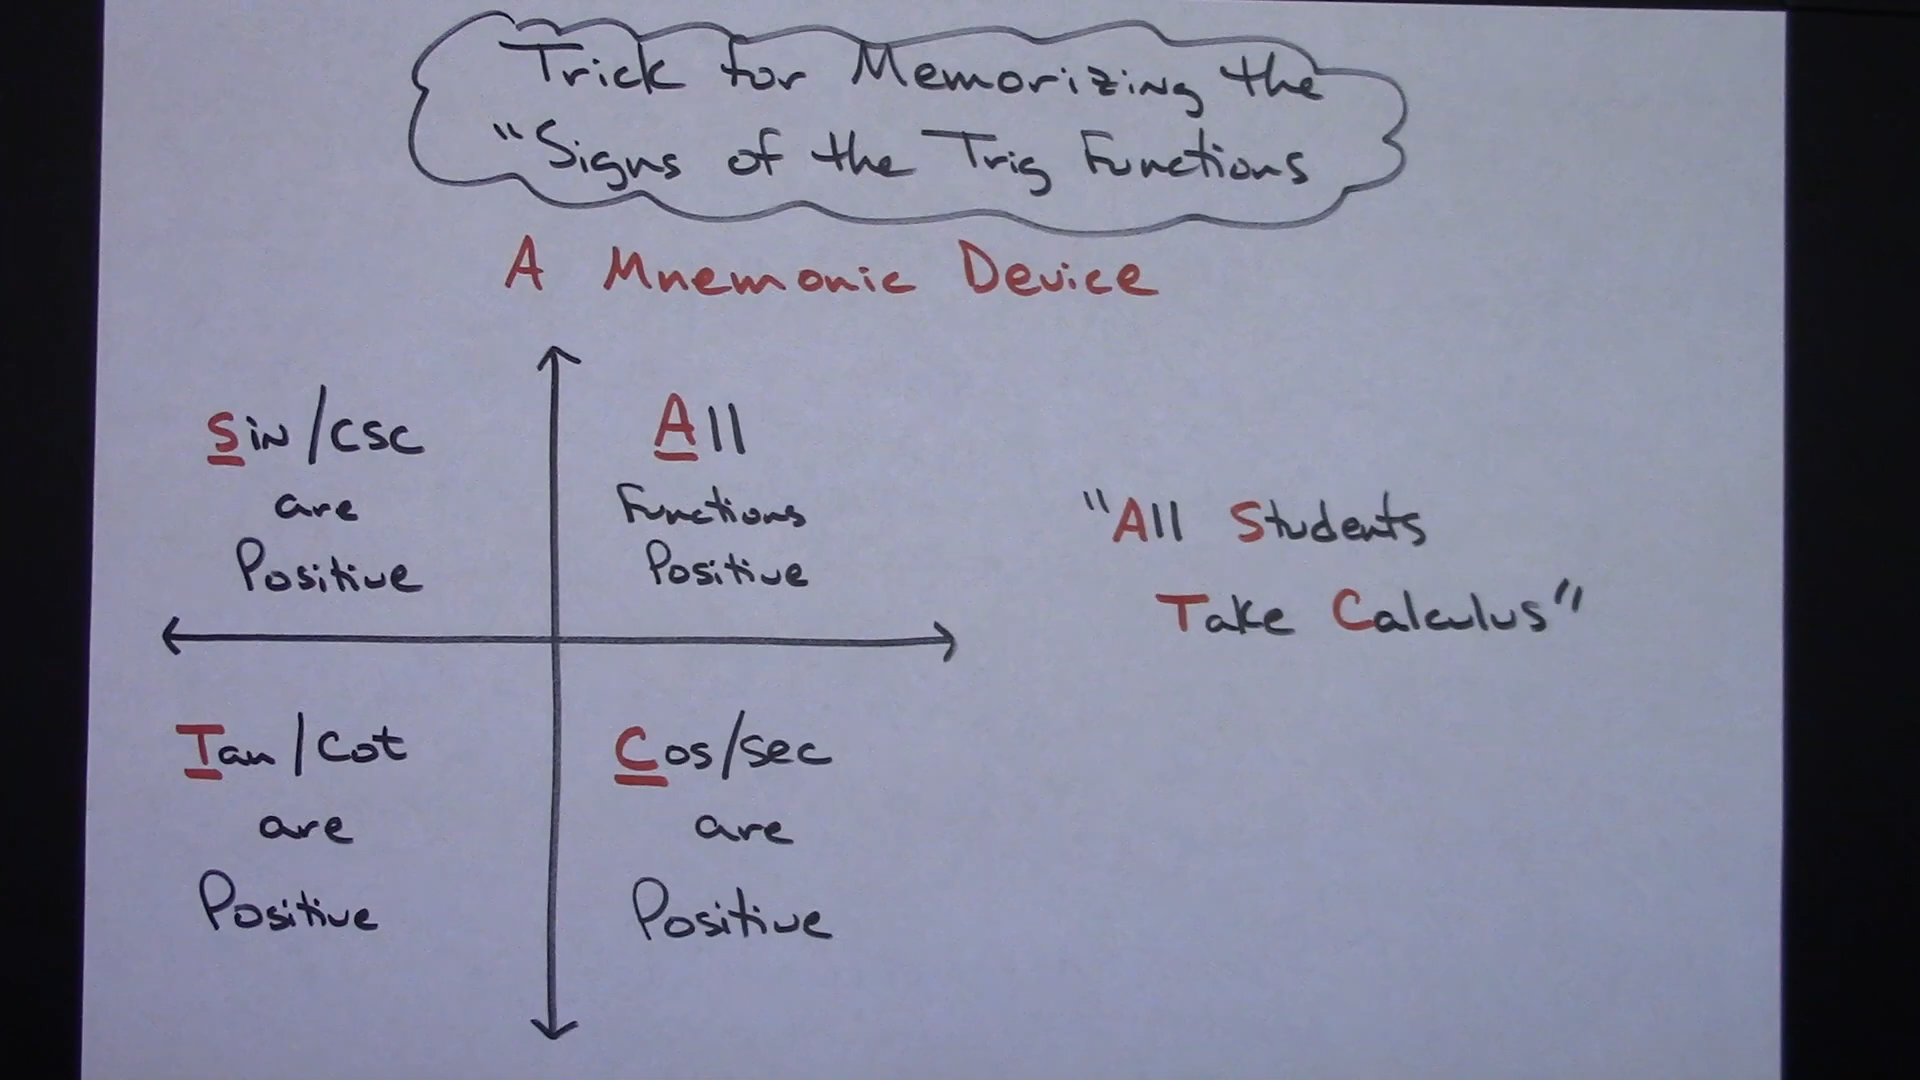 Trick for Memorizing the
"Signs of the Trig Functions
A Mnemonic Device
Sin/csc
are
Positive
All
Functions
Positive
"All Students
Take Calculus"
Tan/Cot
are
Positive
Cos/sec
are
Positive